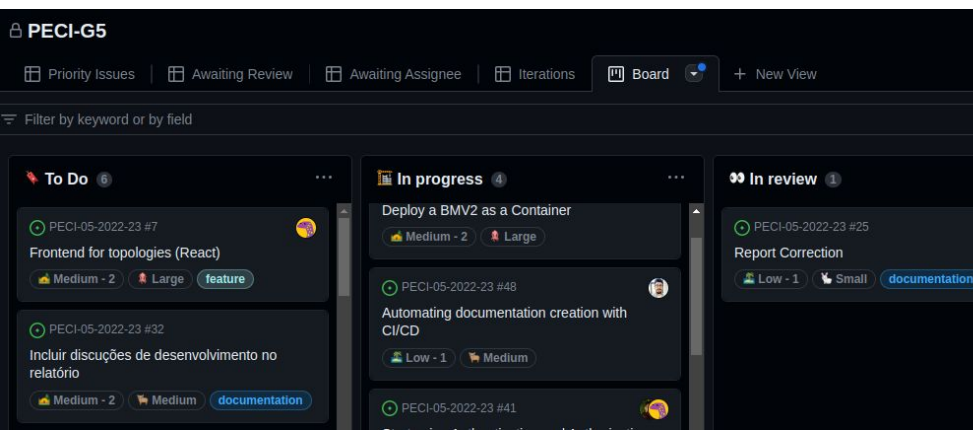 PECI-G5
Priority Issues
Awaiting Review
Awaiting Assignee
Iterations
Board
New View
Filter by keyword or by field
To Do 6
PECI-05-2022-23 #7
Frontend for topologies (React)
Medium - 2 Large feature
PECI-05-2022-23 #32
Incluir discuções de desenvolvimento no
relatório
Medium - 2 Medium documentation
In progress 4
Deploy a BMV2 as a Container
Medium - 2 Large
PECI-05-2022-23 #48
Automating documentation creation with
CI/CD
Low - 1 Medium
PECI-05-2022-23 #41
In review 1
PECI-05-2022-23 #25
Report Correction
Low - 1 Small documentation